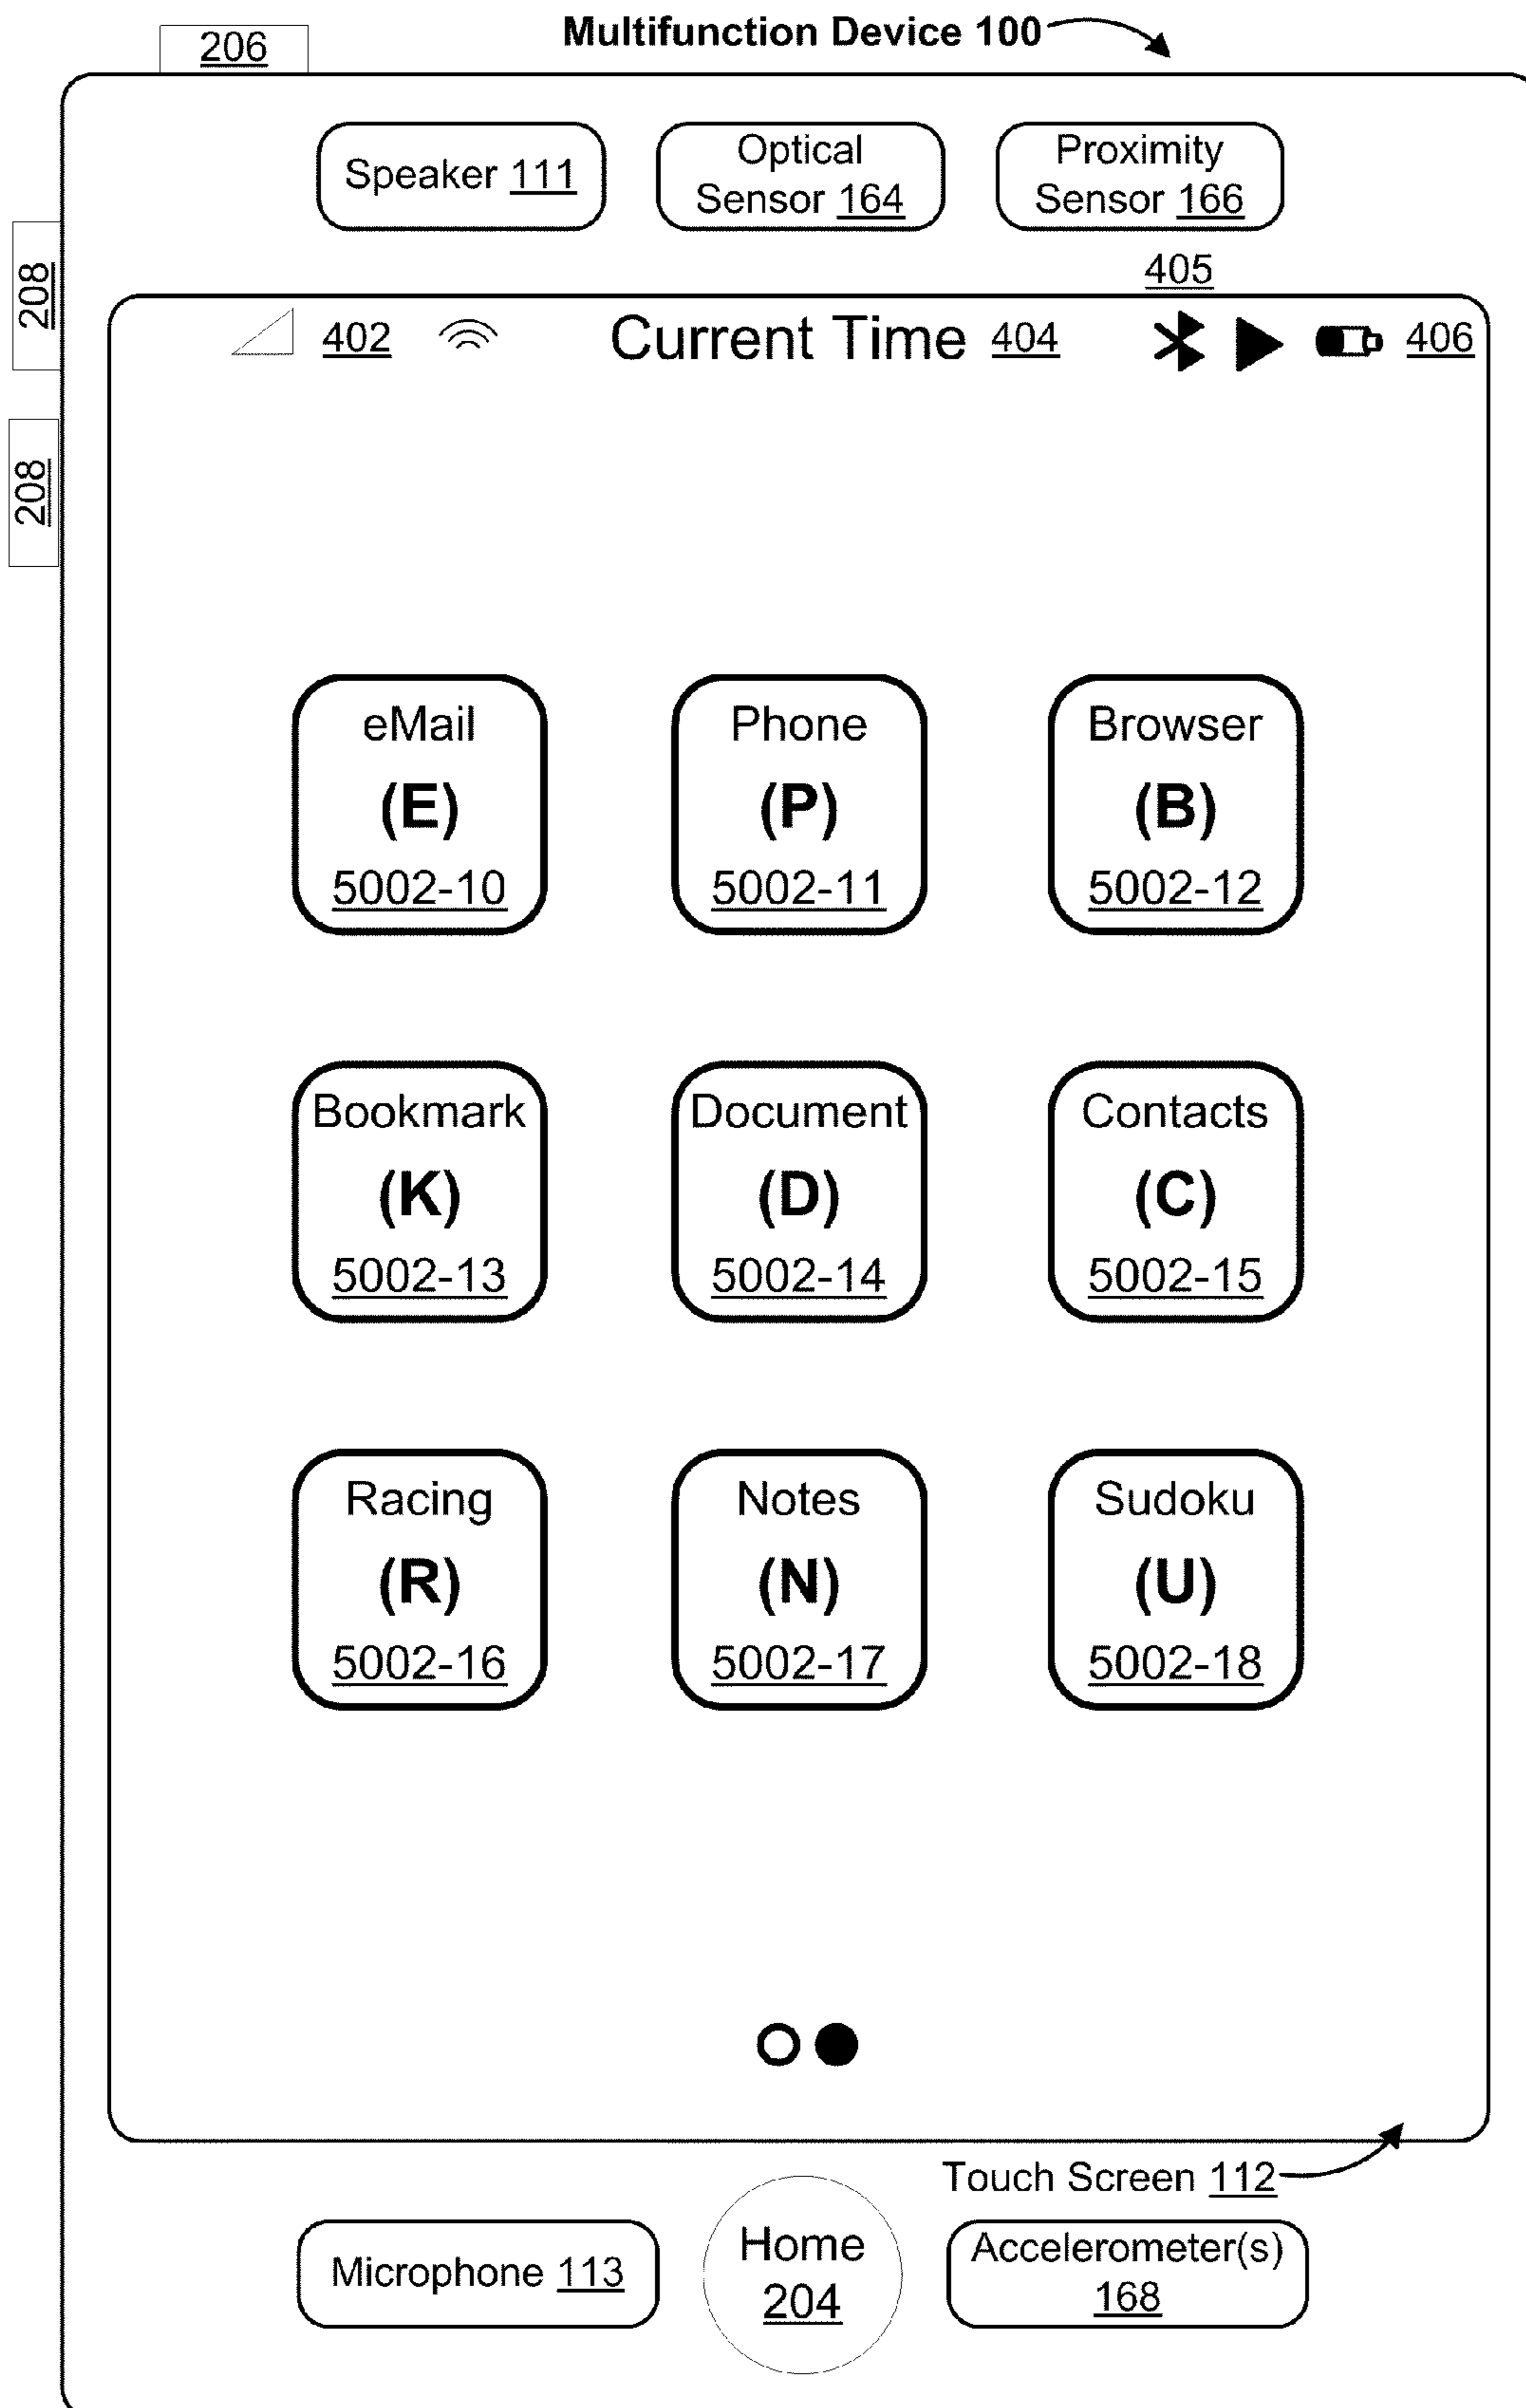 Multifunction Device 100
206
Speaker 111
Optical
Sensor 164
Proximity
Sensor 166
208
208
405
402
Current Time 404
406
eMail
(E)
5002-10
Phone
(P)
5002-11
Browser
(B)
5002-12
Bookmark
(K)
5002-13
Document
(D)
5002-14
Contacts
(C)
5002-15
Racing
(R)
5002-16
Notes
(N)
5002-17
Sudoku
(U)
5002-18
Touch Screen 112
Microphone 113
Home
204
Accelerometer(s)
168